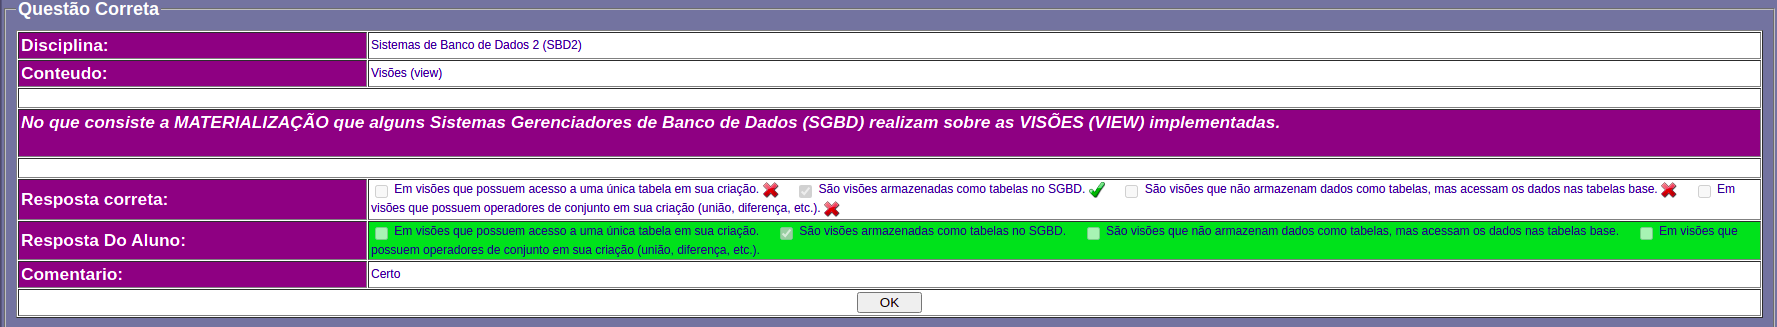 Questão Correta
Disciplina: Sistemas de Banco de Dados 2 (SBD2)
Conteudo: Visões (view)
No que consiste a MATERIALIZAÇÃO que alguns Sistemas Gerenciadores de Banco de Dados (SGBD) realizam sobre as VISÕES (VIEW) implementadas.
Resposta correta: Em visões que possuem acesso a uma única tabela em sua criação. São visões armazenadas como tabelas no SGBD. São visões que não armazenam dados como tabelas, mas acessam os dados nas tabelas base. Em
visões que possuem operadores de conjunto em sua criação (união, diferença, etc.).
Resposta Do Aluno: Em visões que possuem acesso a uma única tabela em sua criação. São visões armazenadas como tabelas no SGBD. São visões que não armazenam dados como tabelas, mas acessam os dados nas tabelas base. Em visões que
possuem operadores de conjunto em sua criação (união, diferença, etc.).
Comentario: Certo
OK